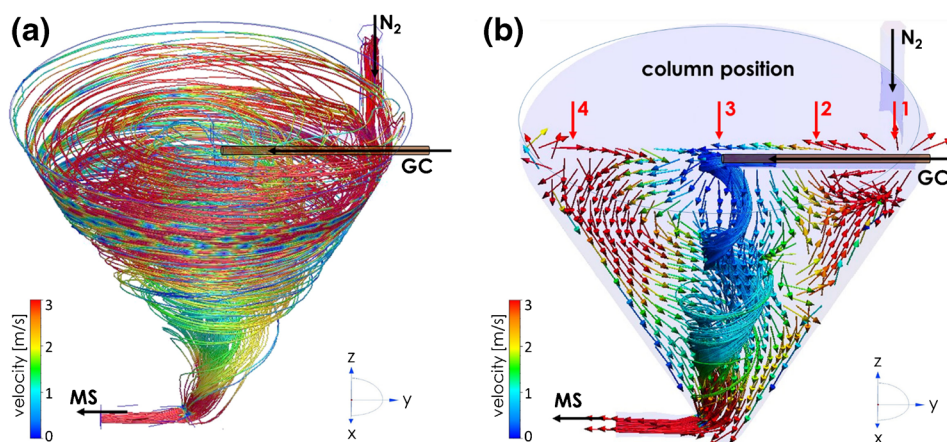 (a)
N2
GC
velocity [m/s]
3
2
1
0
MS
z
y
x
(b)
N2
column position
4
3
2
1
GC
velocity [m/s]
3
2
1
0
MS
z
y
x